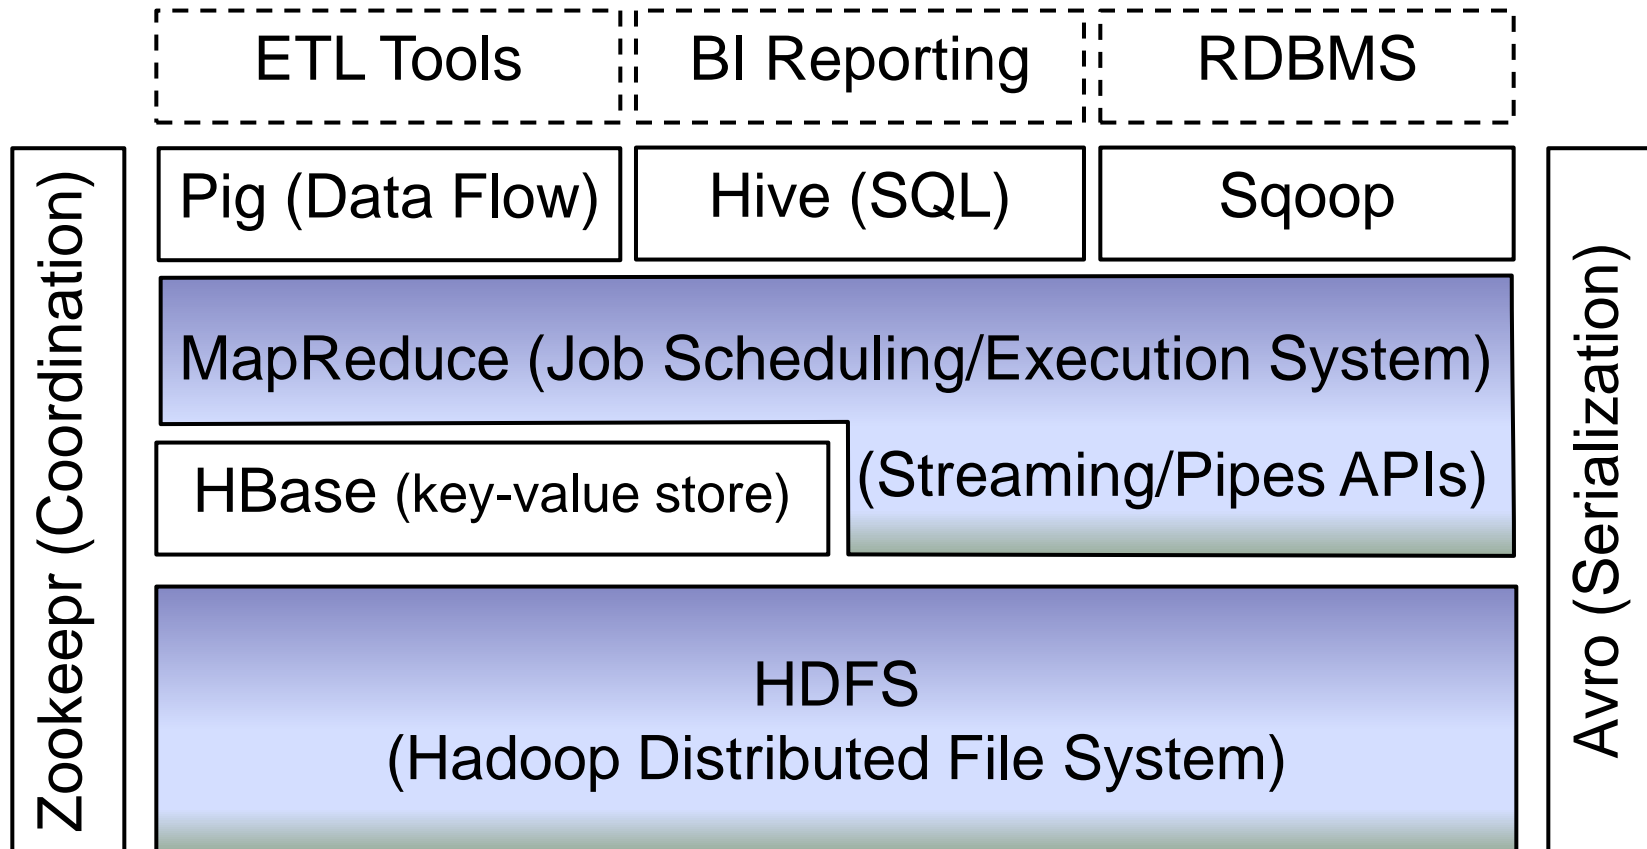 ETL Tools
BI Reporting
RDBMS
Zookeepr (Coordination)
Pig (Data Flow)
Hive (SQL)
Sqoop
Avro (Serialization)
MapReduce (Job Scheduling/Execution System)
(Streaming/Pipes APIs)
HBase (key-value store)
HDFS
(Hadoop Distributed File System)